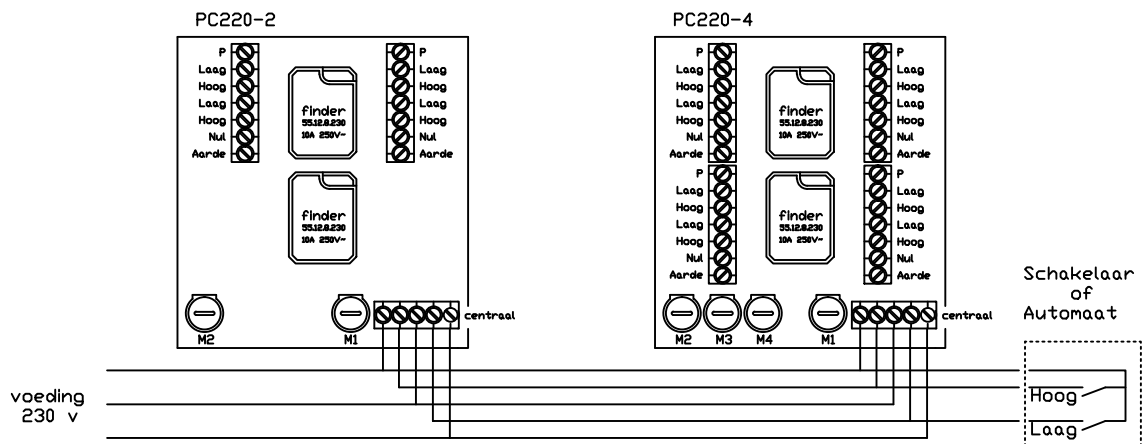 PC220-2
P
Laag
Hoog
Laag
Hoog
Nul
Aarde
finder
55.12.8.230
10A 250V~
finder
55.12.8.230
10A 250V~
P
Laag
Hoog
Laag
Hoog
Nul
Aarde
M2
M1
centraal
PC220-4
P
Laag
Hoog
Laag
Hoog
Nul
Aarde
P
Laag
Hoog
Laag
Hoog
Nul
Aarde
finder
55.12.8.230
10A 250V~
finder
55.12.8.230
10A 250V~
P
Laag
Hoog
Laag
Hoog
Nul
Aarde
P
Laag
Hoog
Laag
Hoog
Nul
Aarde
M2
M3
M4
M1
centraal
Schakelaar
of
Automaat
Hoog
Laag
voeding
230 v